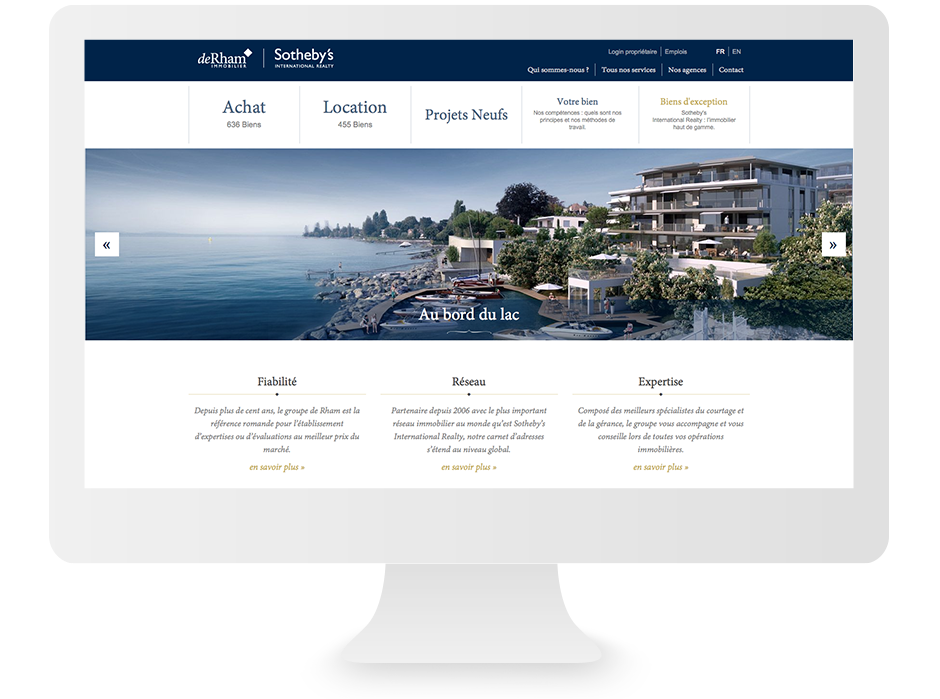 deRham
IMMOBILIER
Sotheby's
INTERNATIONAL REALTY
Login propriétaire | Emplois FR | EN
Qui sommes-nous ? | Tous nos services | Nos agences | Contact
Achat
636 Biens
Location
455 Biens
Projets Neufs
Votre bien
Nos compétences : quels sont nos
principes et nos méthodes de
travail.
Biens d'exception
Sotheby's
International Realty : l'immobilier
haut de gamme.
«
»
Au bord du lac
Fiabilité
Depuis plus de cent ans, le groupe de Rham est la
référence romande pour l'établissement
d'expertises ou d'évaluations au meilleur prix du
marché.
en savoir plus »
Réseau
Partenaire depuis 2006 avec le plus important
réseau immobilier au monde qu'est Sotheby's
International Realty, notre carnet d'adresses
s'étend au niveau global.
en savoir plus »
Expertise
Composé des meilleurs spécialistes du courtage et
de la gérance, le groupe vous accompagne et vous
conseille lors de toutes vos opérations
immobilières.
en savoir plus »